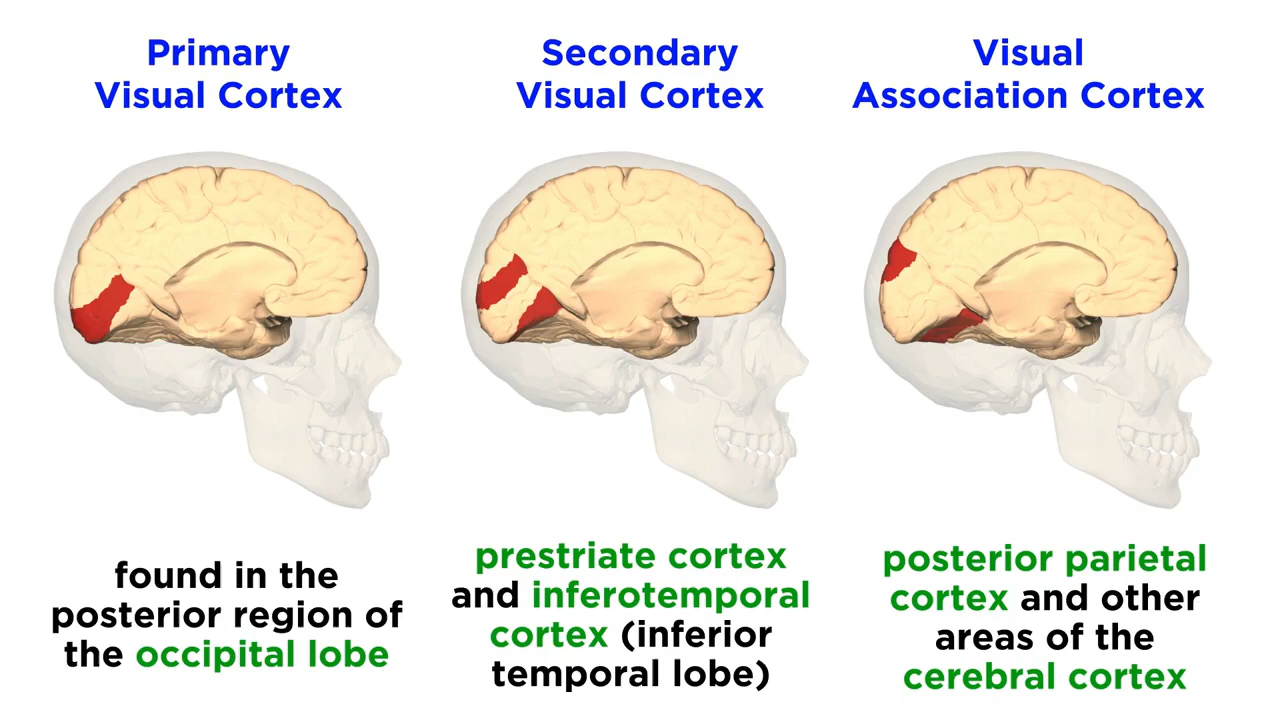 Primary
Visual Cortex
found in the
posterior region of
the occipital lobe
Secondary
Visual Cortex
prestriate cortex
and inferotemporal
cortex (inferior
temporal lobe)
Visual
Association Cortex
posterior parietal
cortex and other
areas of the
cerebral cortex